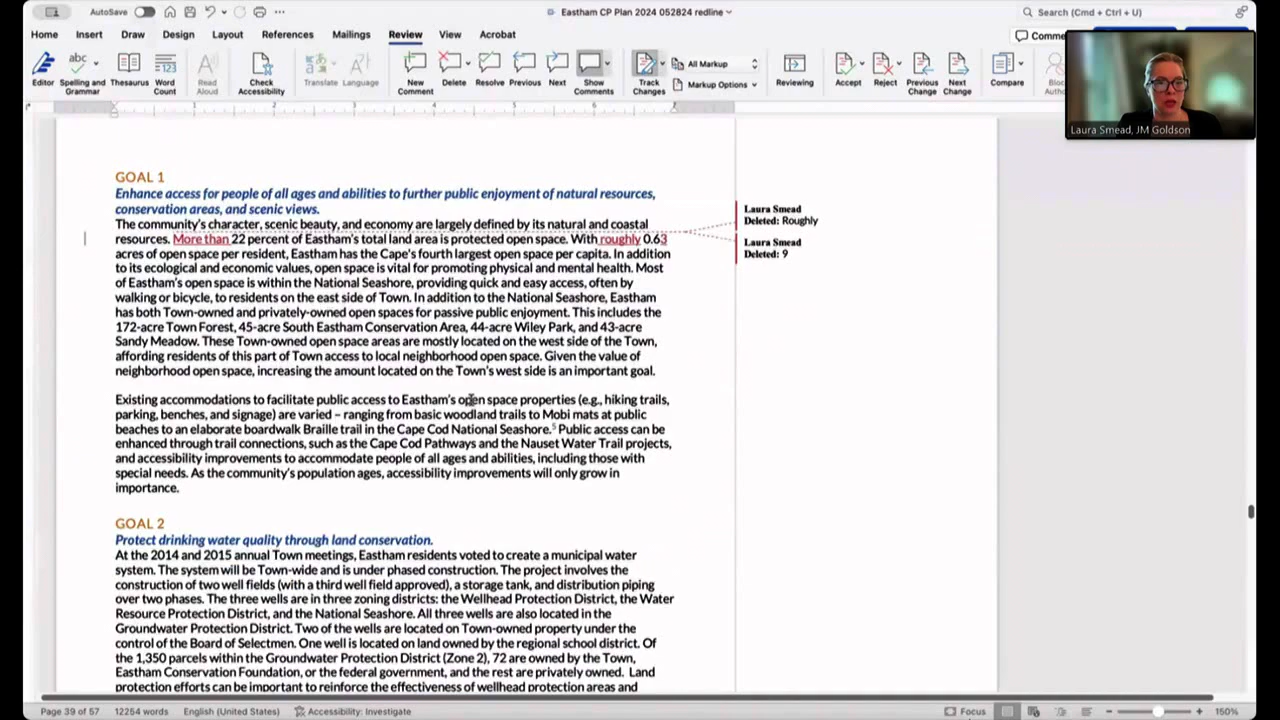 AutoSave
Eastham CP Plan 2024 052824 redline
Search (Cmd + Ctrl + U)
Home Insert Draw Design Layout References Mailings Review View Acrobat
Editor
Spelling and Grammar
Thesaurus
Word Count
Read Aloud
Check Accessibility
Translate
Language
New Comment
Delete
Resolve
Previous
Next
Show Comments
Track Changes
All Markup
Markup Options
Reviewing
Accept
Reject
Previous Change
Next Change
Compare
Laura Smead, JM Goldson
GOAL 1
Enhance access for people of all ages and abilities to further public enjoyment of natural resources,
conservation areas, and scenic views.
The community's character, scenic beauty, and economy are largely defined by its natural and coastal
resources. More than 22 percent of Eastham's total land area is protected open space. With roughly 0.63
acres of open space per resident, Eastham has the Cape's fourth largest open space per capita. In addition
to its ecological and economic values, open space is vital for promoting physical and mental health. Most
of Eastham's open space is within the National Seashore, providing quick and easy access, often by
walking or bicycle, to residents on the east side of Town. In addition to the National Seashore, Eastham
has both Town-owned and privately-owned open spaces for passive public enjoyment. This includes the
172-acre Town Forest, 45-acre South Eastham Conservation Area, 44-acre Wiley Park, and 43-acre
Sandy Meadow. These Town-owned open space areas are mostly located on the west side of the Town,
affording residents of this part of Town access to local neighborhood open space. Given the value of
neighborhood open space, increasing the amount located on the Town's west side is an important goal.
Existing accommodations to facilitate public access to Eastham's open space properties (e.g., hiking trails,
parking, benches, and signage) are varied – ranging from basic woodland trails to Mobi mats at public
beaches to an elaborate boardwalk Braille trail in the Cape Cod National Seashore.5 Public access can be
enhanced through trail connections, such as the Cape Cod Pathways and the Nauset Water Trail projects,
and accessibility improvements to accommodate people of all ages and abilities, including those with
special needs. As the community's population ages, accessibility improvements will only grow in
importance.
GOAL 2
Protect drinking water quality through land conservation.
At the 2014 and 2015 annual Town meetings, Eastham residents voted to create a municipal water
system. The system will be Town-wide and is under phased construction. The project involves the
construction of two well fields (with a third well field approved), a storage tank, and distribution piping
over two phases. The three wells are in three zoning districts: the Wellhead Protection District, the Water
Resource Protection District, and the National Seashore. All three wells are also located in the
Groundwater Protection District. Two of the wells are located on Town-owned property under the
control of the Board of Selectmen. One well is located on land owned by the regional school district. Of
the 1,350 parcels within the Groundwater Protection District (Zone 2), 72 are owned by the Town,
Eastham Conservation Foundation, or the federal government, and the rest are privately owned. Land
protection efforts can be important to reinforce the effectiveness of wellhead protection areas and
Laura Smead
Deleted: Roughly
Laura Smead
Deleted: 9
Page 39 of 57 12254 words English (United States) Accessibility: Investigate Focus 150%